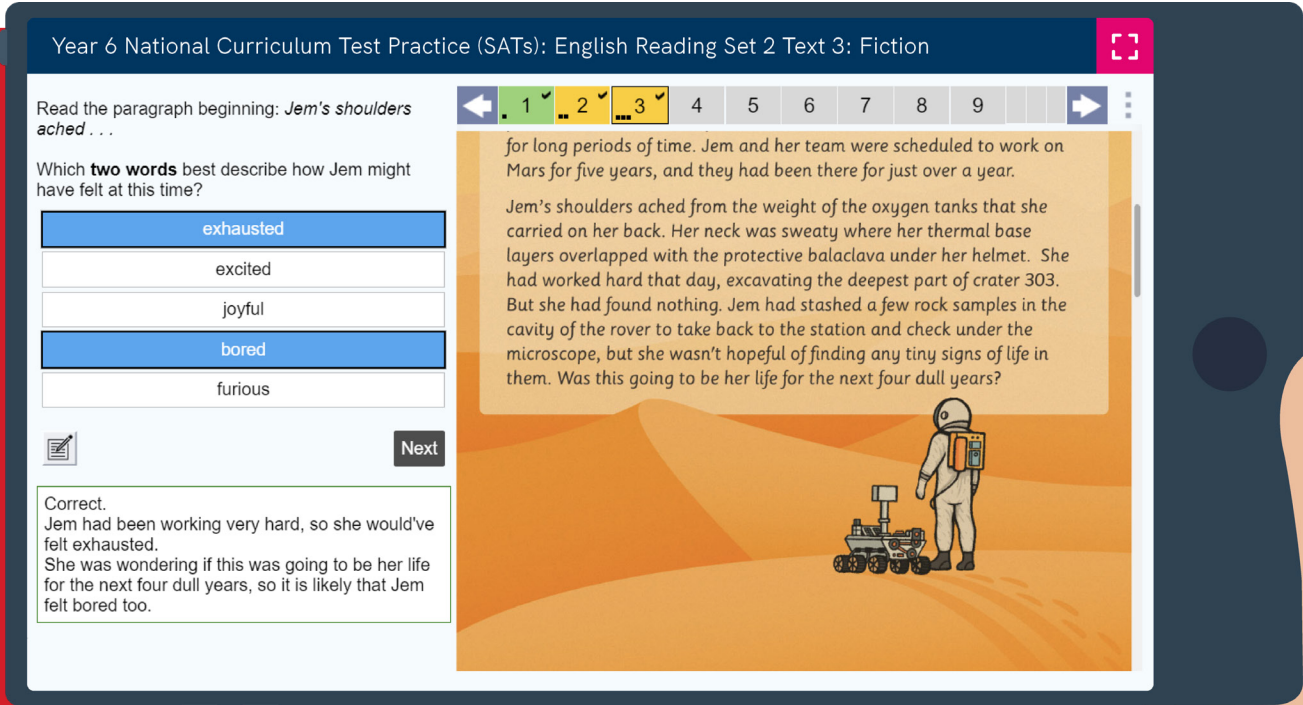 Year 6 National Curriculum Test Practice (SATs): English Reading Set 2 Text 3: Fiction
Read the paragraph beginning: Jem's shoulders
ached . . .
Which two words best describe how Jem might
have felt at this time?
exhausted
excited
joyful
bored
furious
Next
Correct.
Jem had been working very hard, so she would've
felt exhausted.
She was wondering if this was going to be her life
for the next four dull years, so it is likely that Jem
felt bored too.
1 2 3 4 5 6 7 8 9
for long periods of time. Jem and her team were scheduled to work on
Mars for five years, and they had been there for just over a year.
Jem's shoulders ached from the weight of the oxygen tanks that she
carried on her back. Her neck was sweaty where her thermal base
layers overlapped with the protective balaclava under her helmet. She
had worked hard that day, excavating the deepest part of crater 303.
But she had found nothing. Jem had stashed a few rock samples in the
cavity of the rover to take back to the station and check under the
microscope, but she wasn't hopeful of finding any tiny signs of life in
them. Was this going to be her life for the next four dull years?